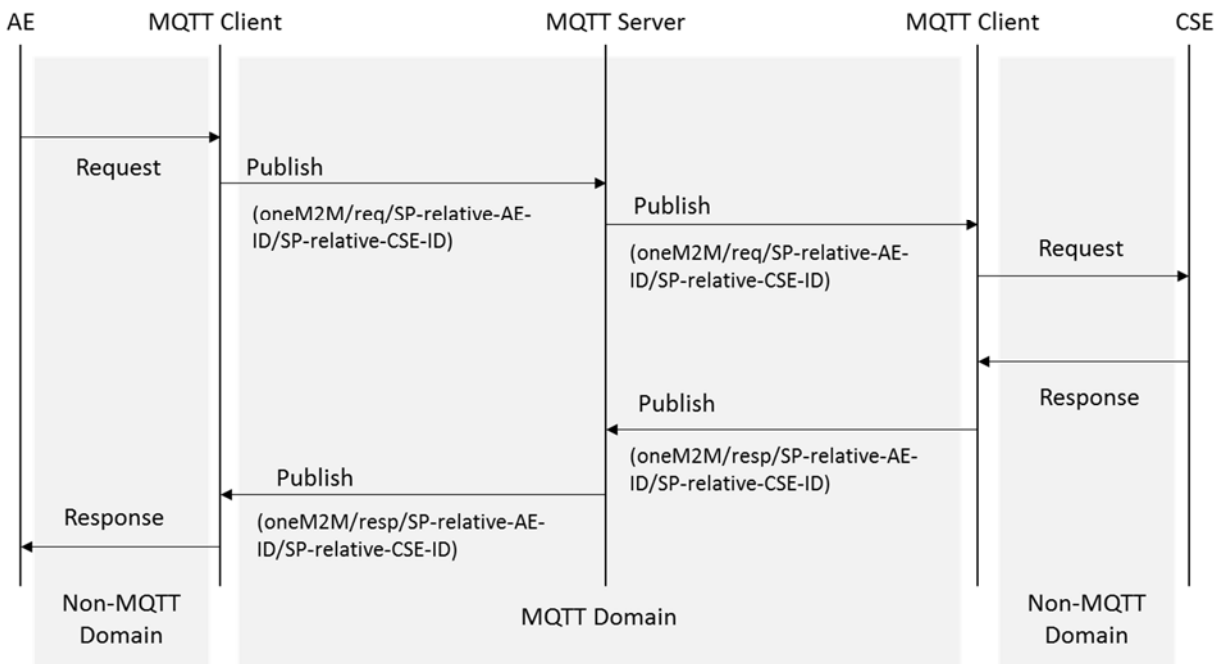 AE
MQTT Client
MQTT Server
MQTT Client
CSE
Request
Publish
(oneM2M/req/SP-relative-AE-
ID/SP-relative-CSE-ID)
Publish
(oneM2M/req/SP-relative-AE-
ID/SP-relative-CSE-ID)
Request
Response
Publish
(oneM2M/resp/SP-relative-AE-
ID/SP-relative-CSE-ID)
Publish
(oneM2M/resp/SP-relative-AE-
ID/SP-relative-CSE-ID)
Response
Non-MQTT
Domain
MQTT Domain
Non-MQTT
Domain